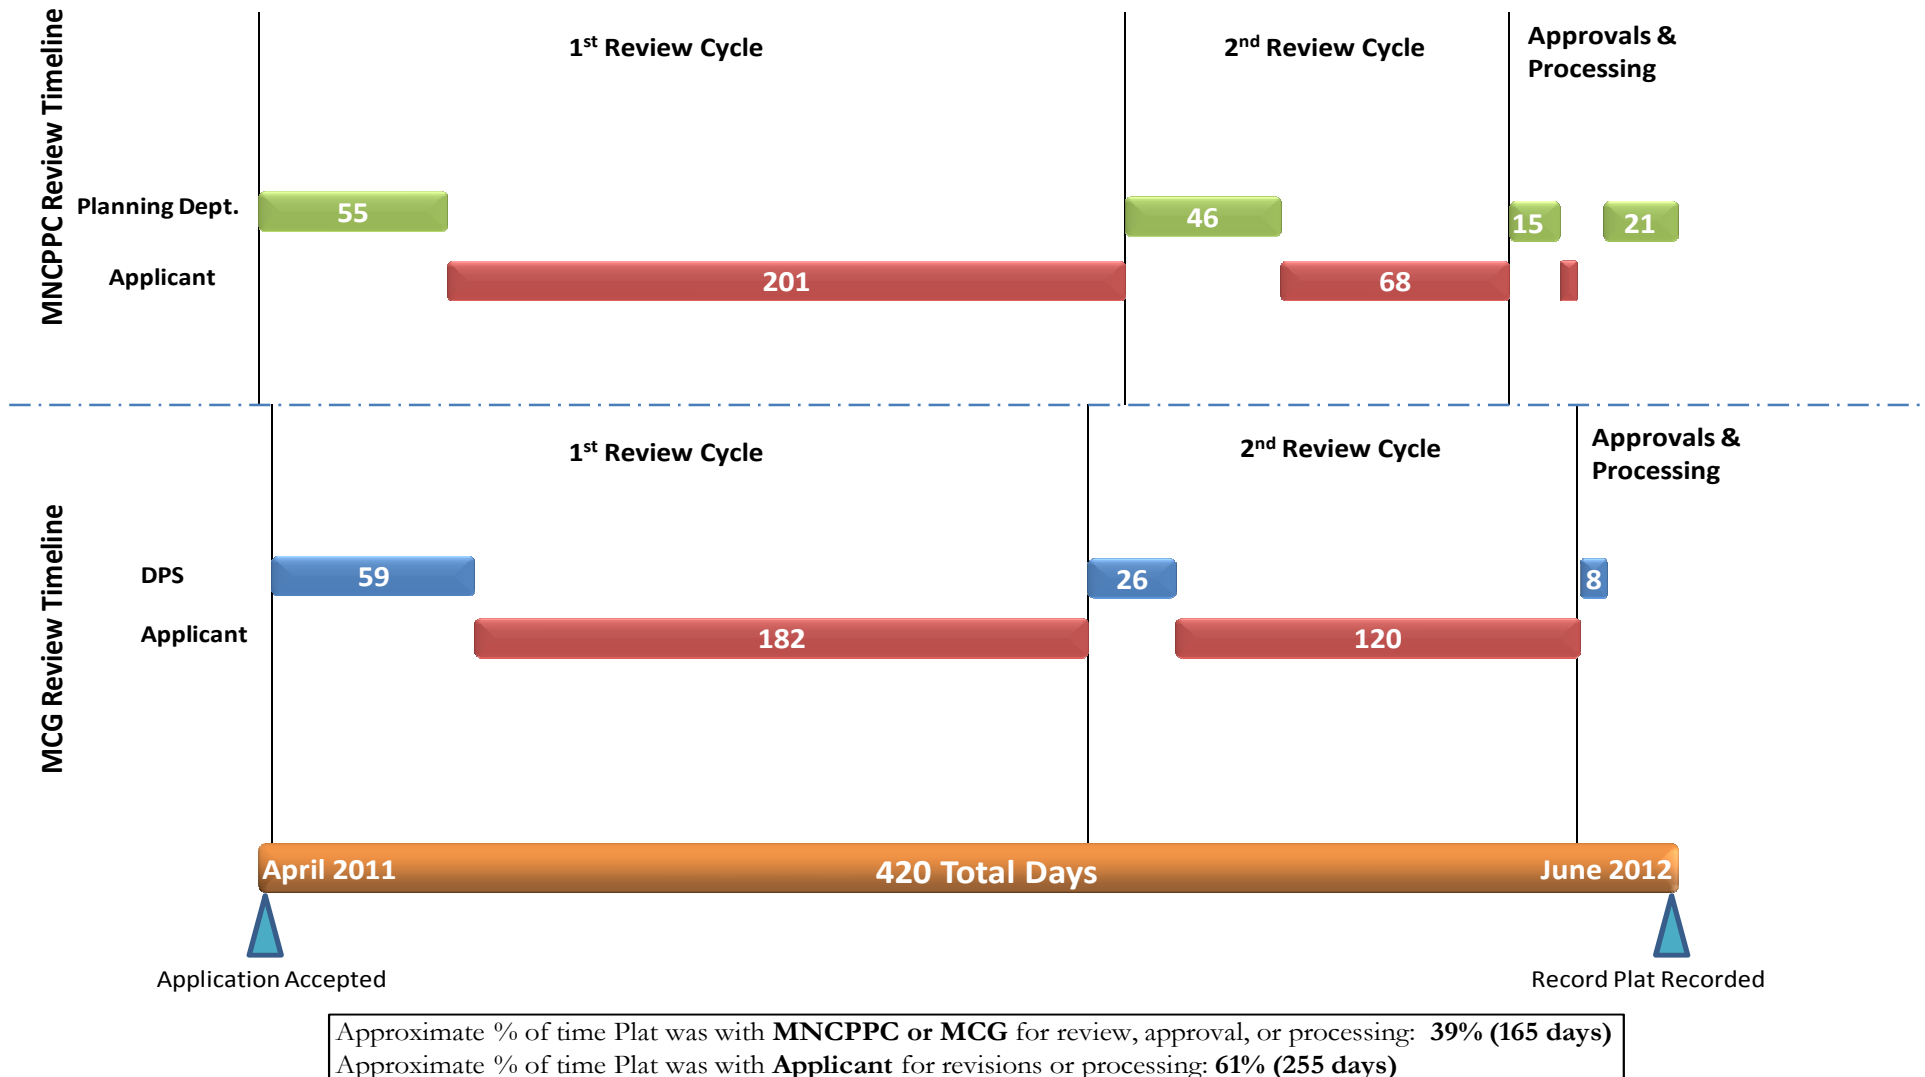 MNCPPC Review Timeline
1st Review Cycle
2nd Review Cycle
Approvals &
Processing
Planning Dept.
55
46
15
21
Applicant
201
68
MCG Review Timeline
1st Review Cycle
2nd Review Cycle
Approvals &
Processing
DPS
59
26
8
Applicant
182
120
April 2011
420 Total Days
June 2012
Application Accepted
Record Plat Recorded
Approximate % of time Plat was with MNCPPC or MCG for review, approval, or processing: 39% (165 days)
Approximate % of time Plat was with Applicant for revisions or processing: 61% (255 days)